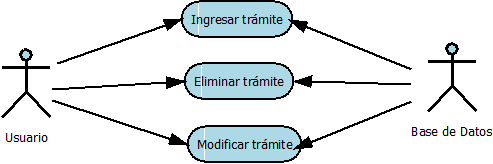 Ingresar trámite
Eliminar trámite
Modificar trámite
Usuario
Base de Datos